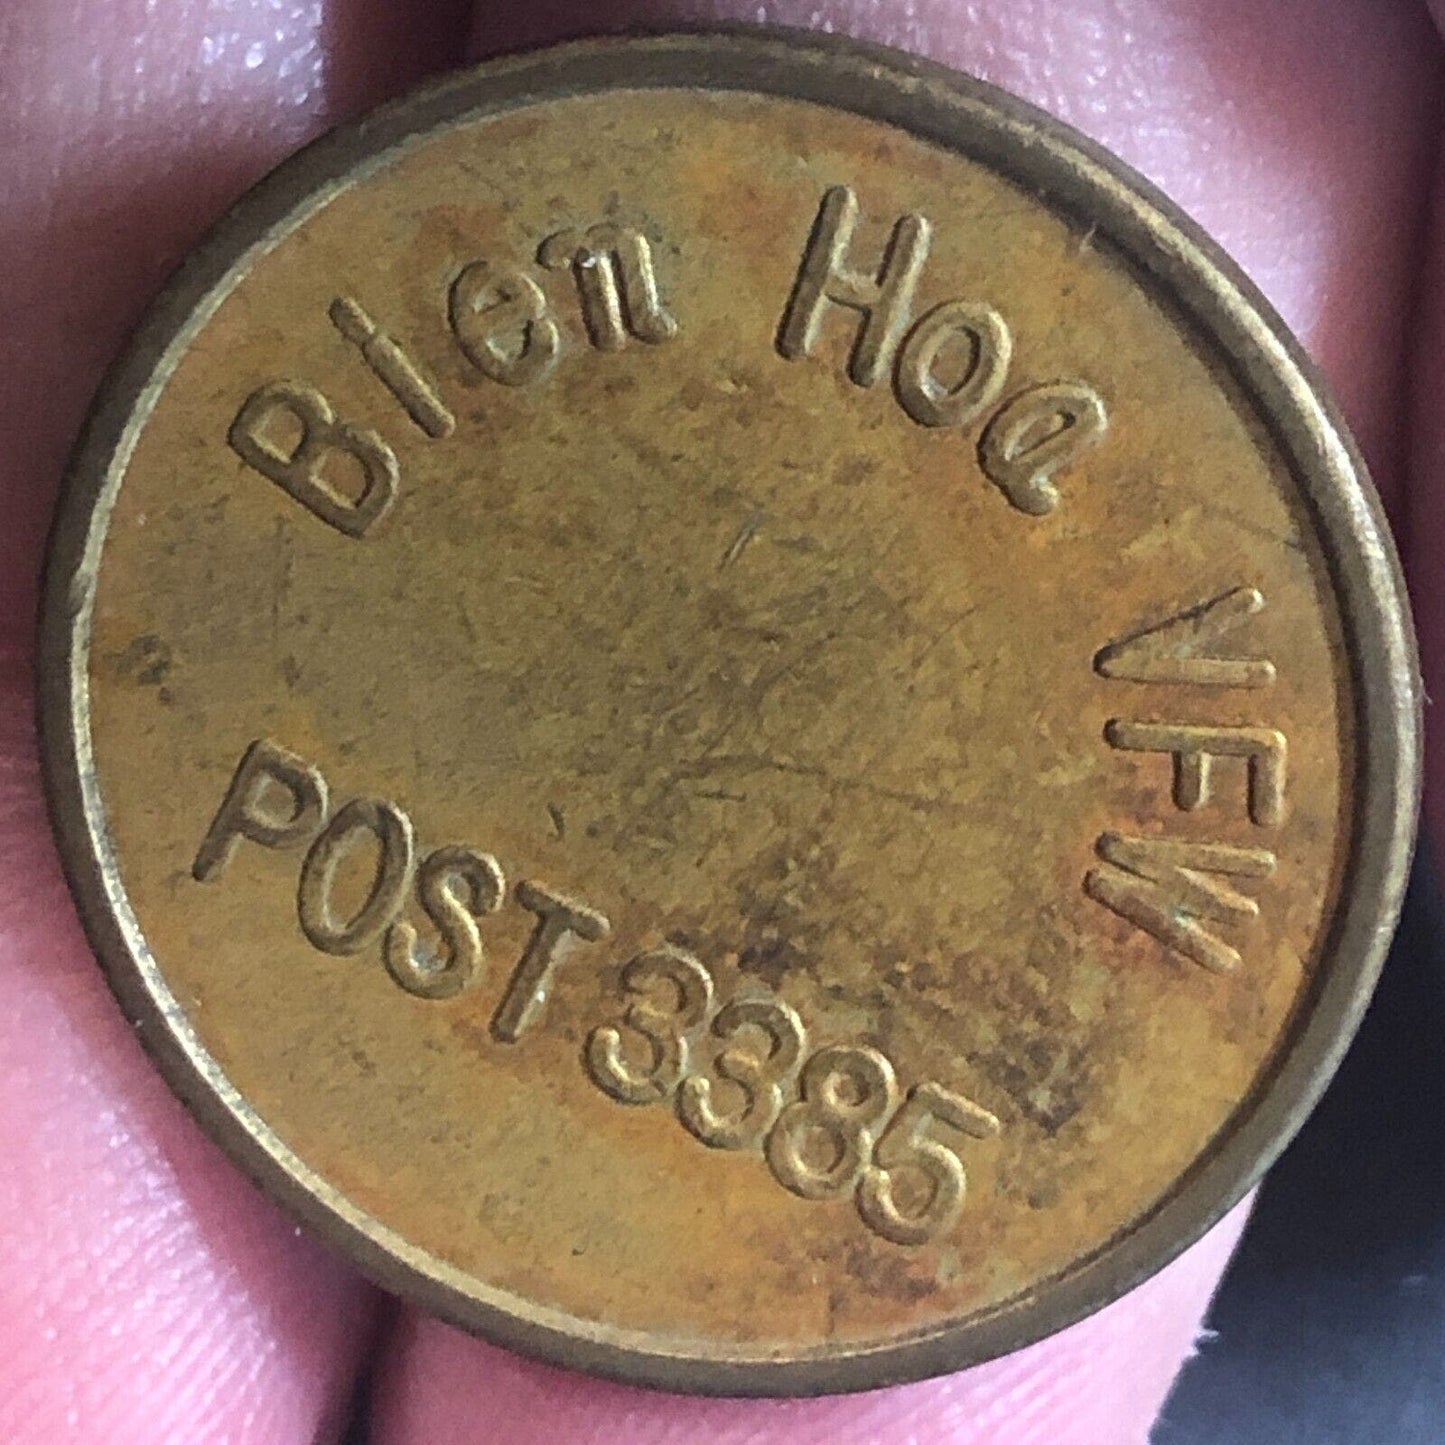 Bien Hoa VFW
POST 3385